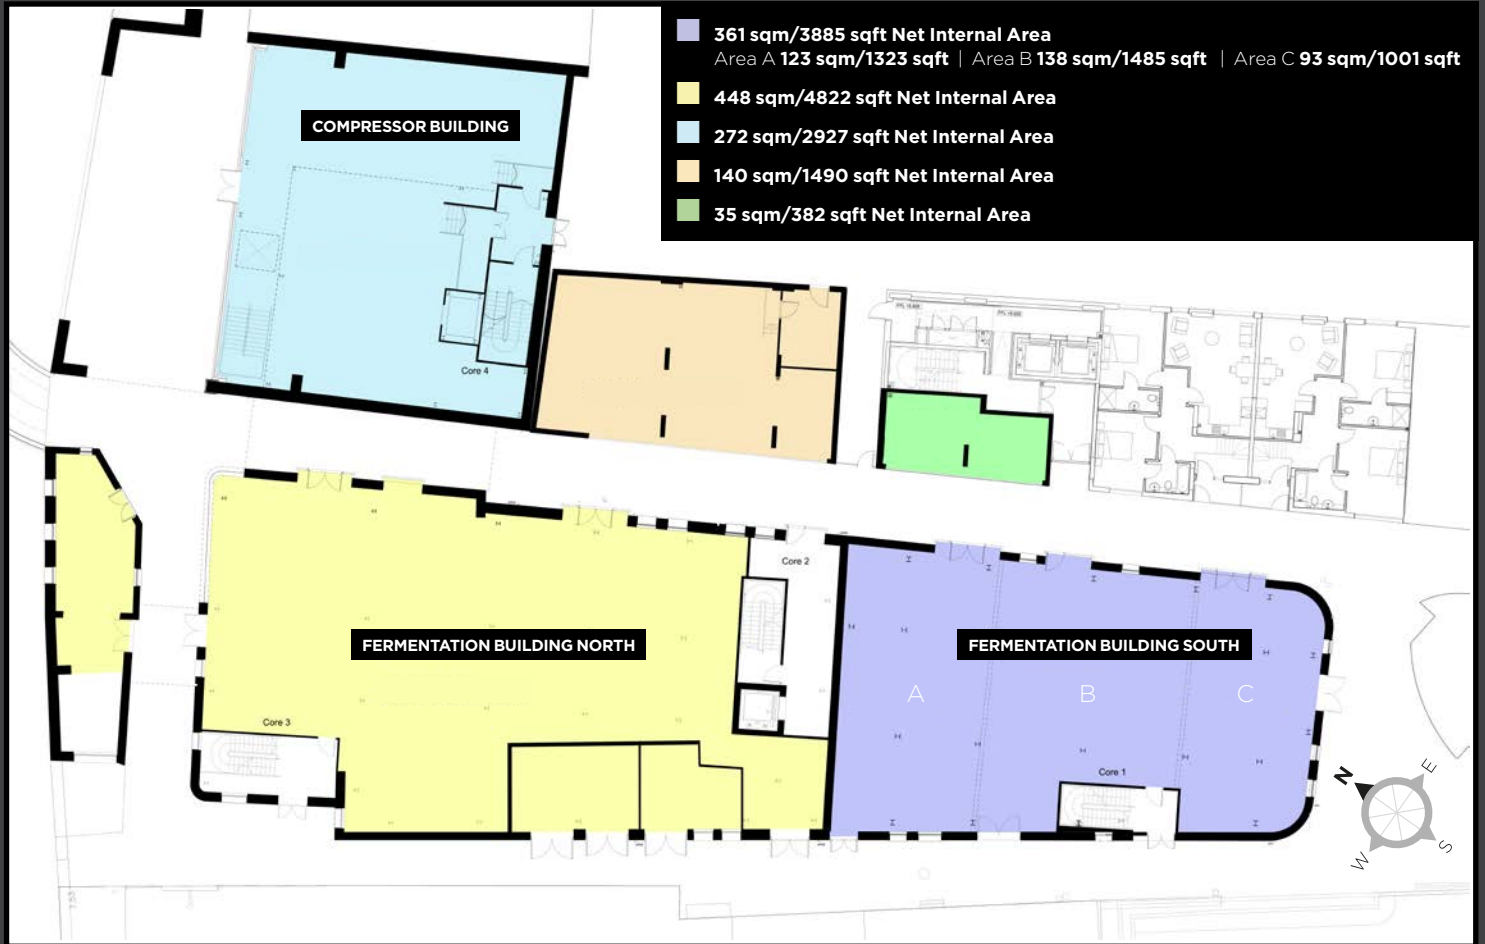 361 sqm/3885 sqft Net Internal Area
Area A 123 sqm/1323 sqft | Area B 138 sqm/1485 sqft | Area C 93 sqm/1001 sqft
448 sqm/4822 sqft Net Internal Area
272 sqm/2927 sqft Net Internal Area
140 sqm/1490 sqft Net Internal Area
35 sqm/382 sqft Net Internal Area
COMPRESSOR BUILDING
Core 4
Core 2
FERMENTATION BUILDING NORTH
FERMENTATION BUILDING SOUTH
A
B
C
Core 3
Core 1
N
E
S
W